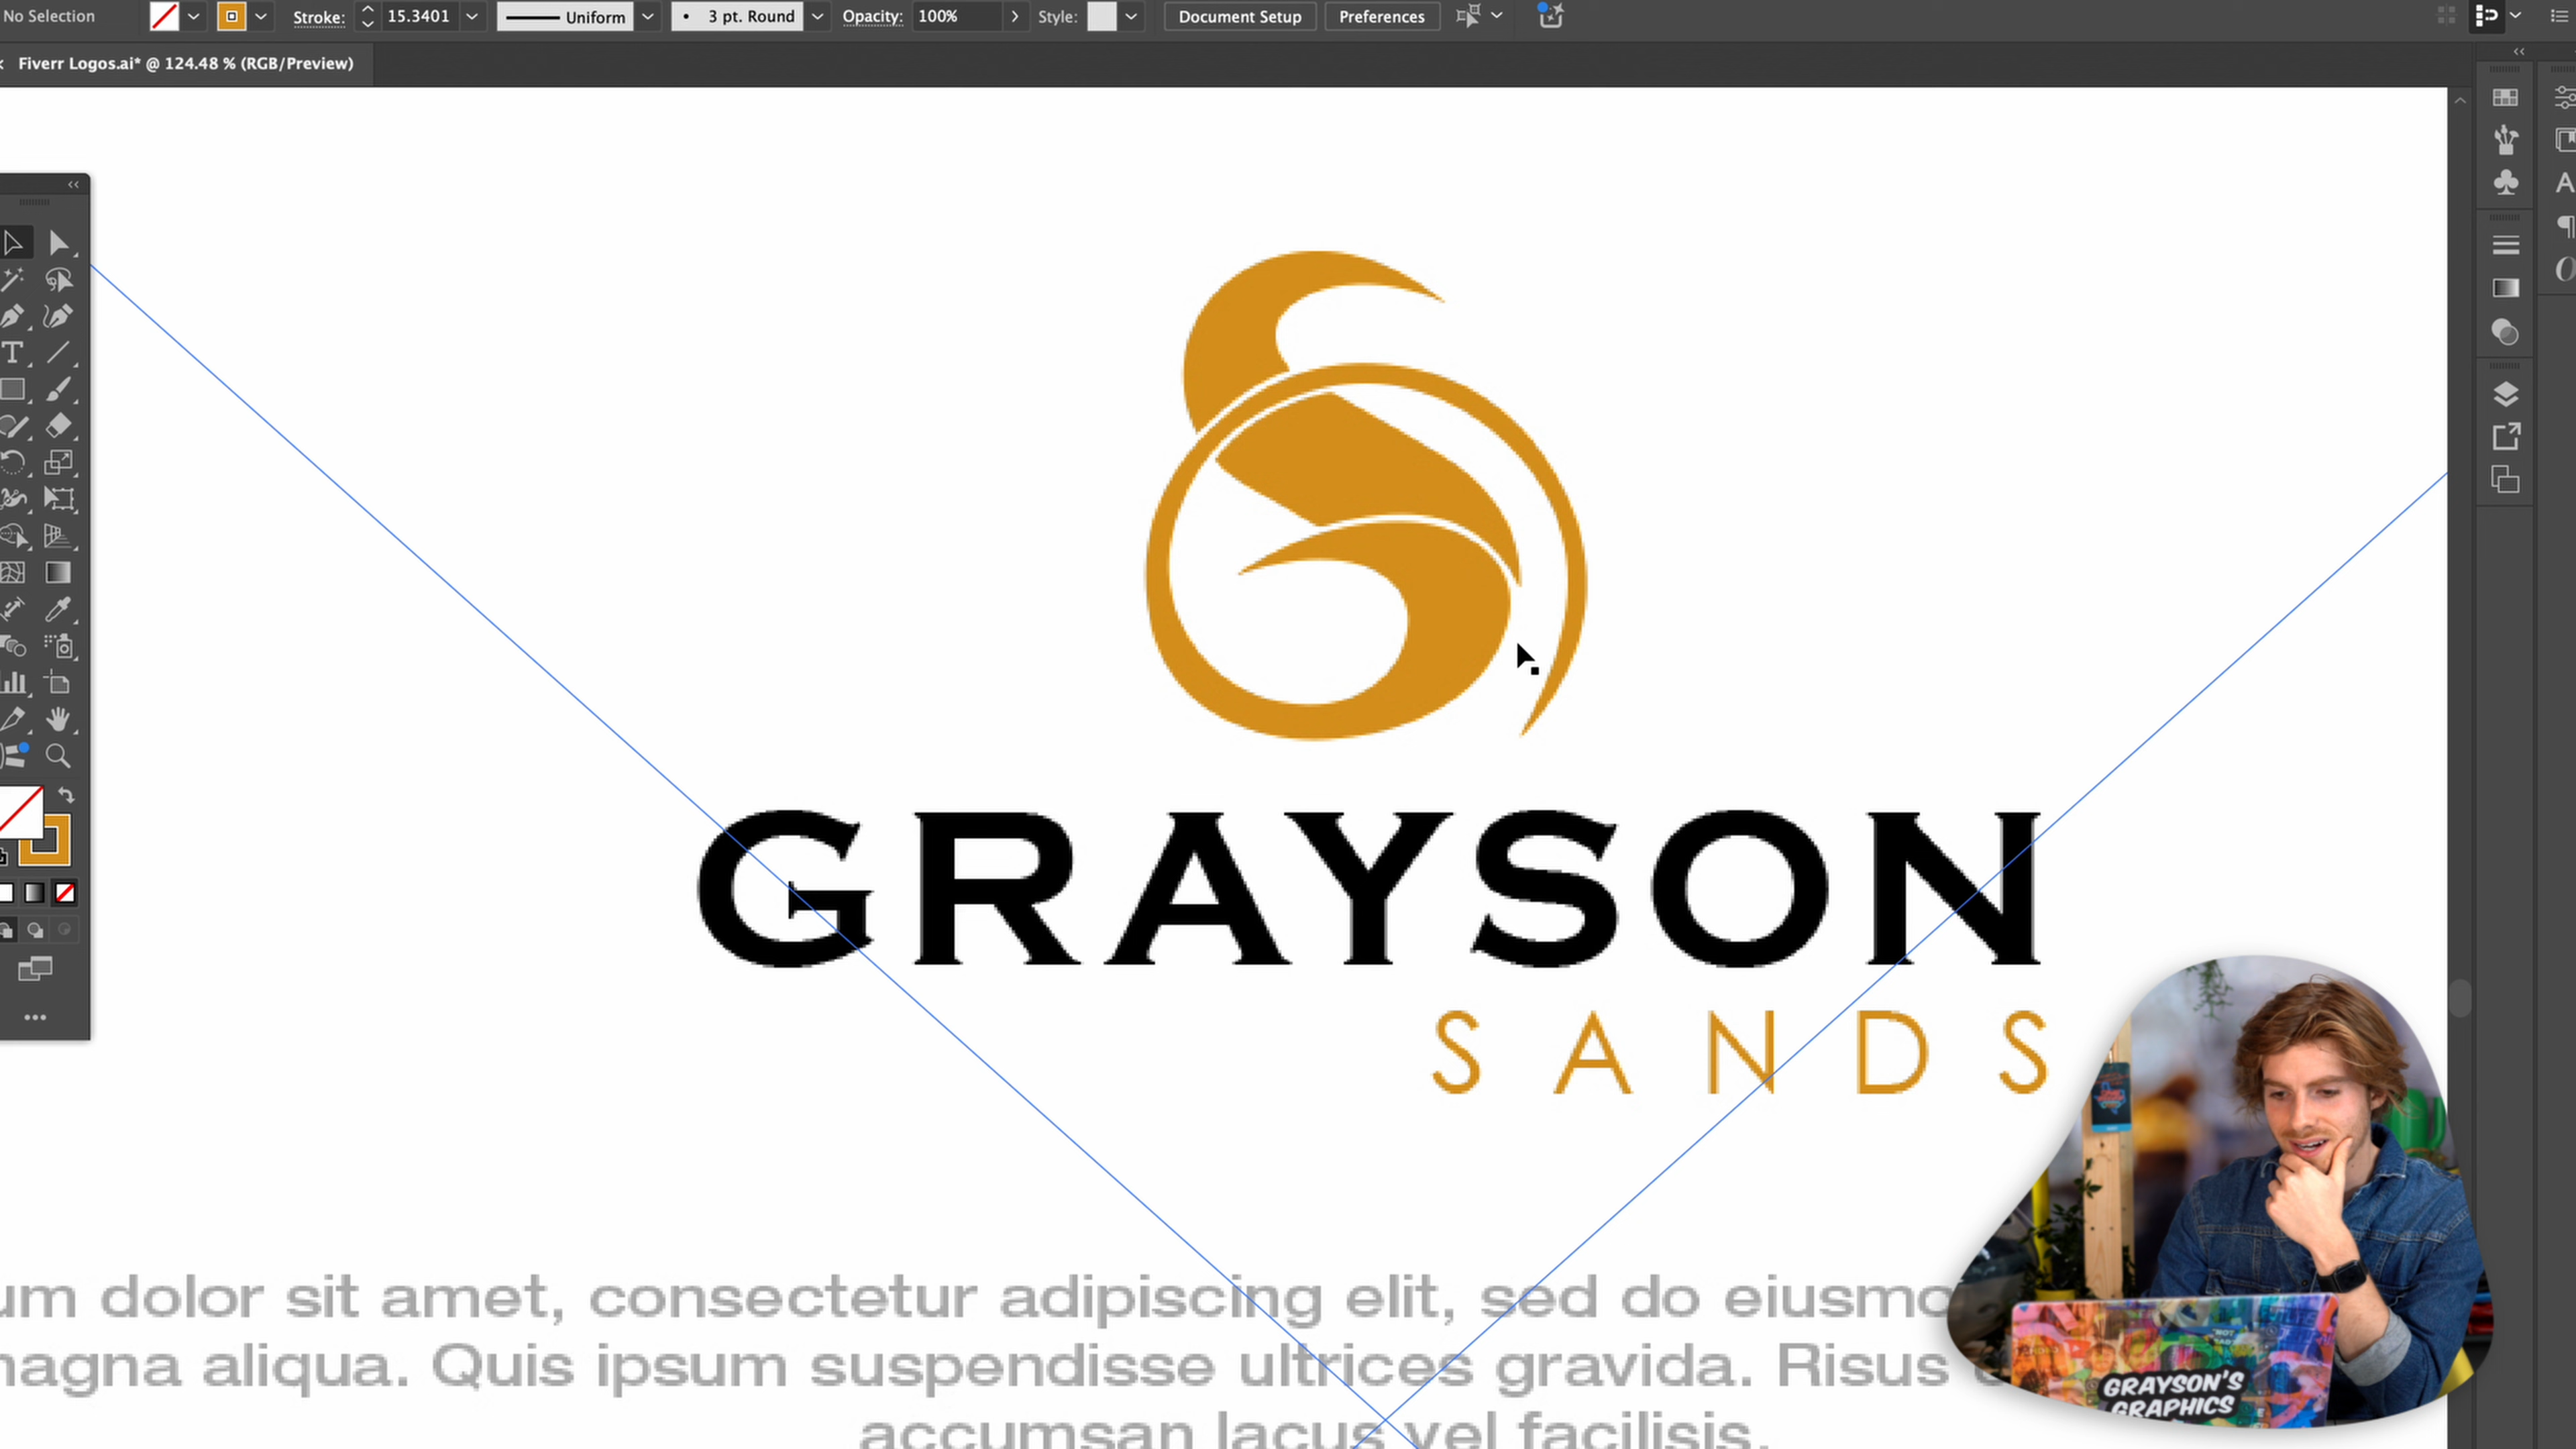 No Selection Stroke: 15.3401 Uniform 3 pt. Round Opacity: 100% Style: Document Setup Preferences
Fiverr Logos.ai* @ 124.48 % (RGB/Preview)
GRAYSON
SANDS
um dolor sit amet, consectetur adipiscing elit, sed do eiusmo
magna aliqua. Quis ipsum suspendisse ultrices gravida. Risus
accumsan lacus vel facilisis.
GRAYSON'S
GRAPHICS